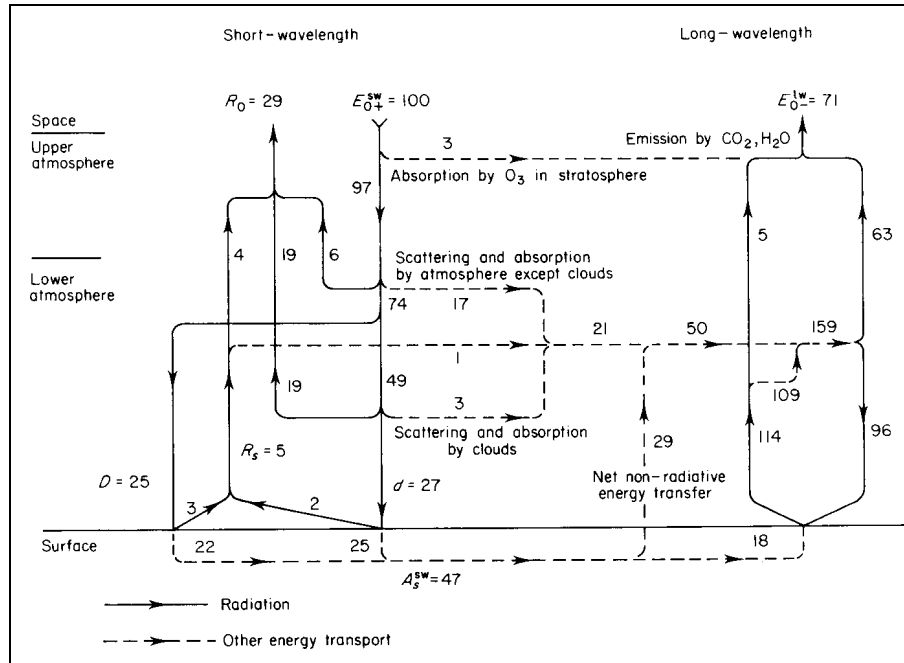 Short-wavelength
Long-wavelength
R₀ = 29
E₀₊ˢʷ = 100
E₀₋ˡʷ = 71
Space
Upper
atmosphere
3
Emission by CO₂, H₂O
Absorption by O₃ in stratosphere
97
4
19
6
5
63
Lower
atmosphere
Scattering and absorption
by atmosphere except clouds
74
17
21
50
159
1
19
49
3
109
Scattering and absorption
by clouds
Rₛ = 5
29
114
96
D = 25
d = 27
Net non-radiative
energy transfer
3
2
Surface
22
25
18
Aₛˢʷ = 47
Radiation
Other energy transport